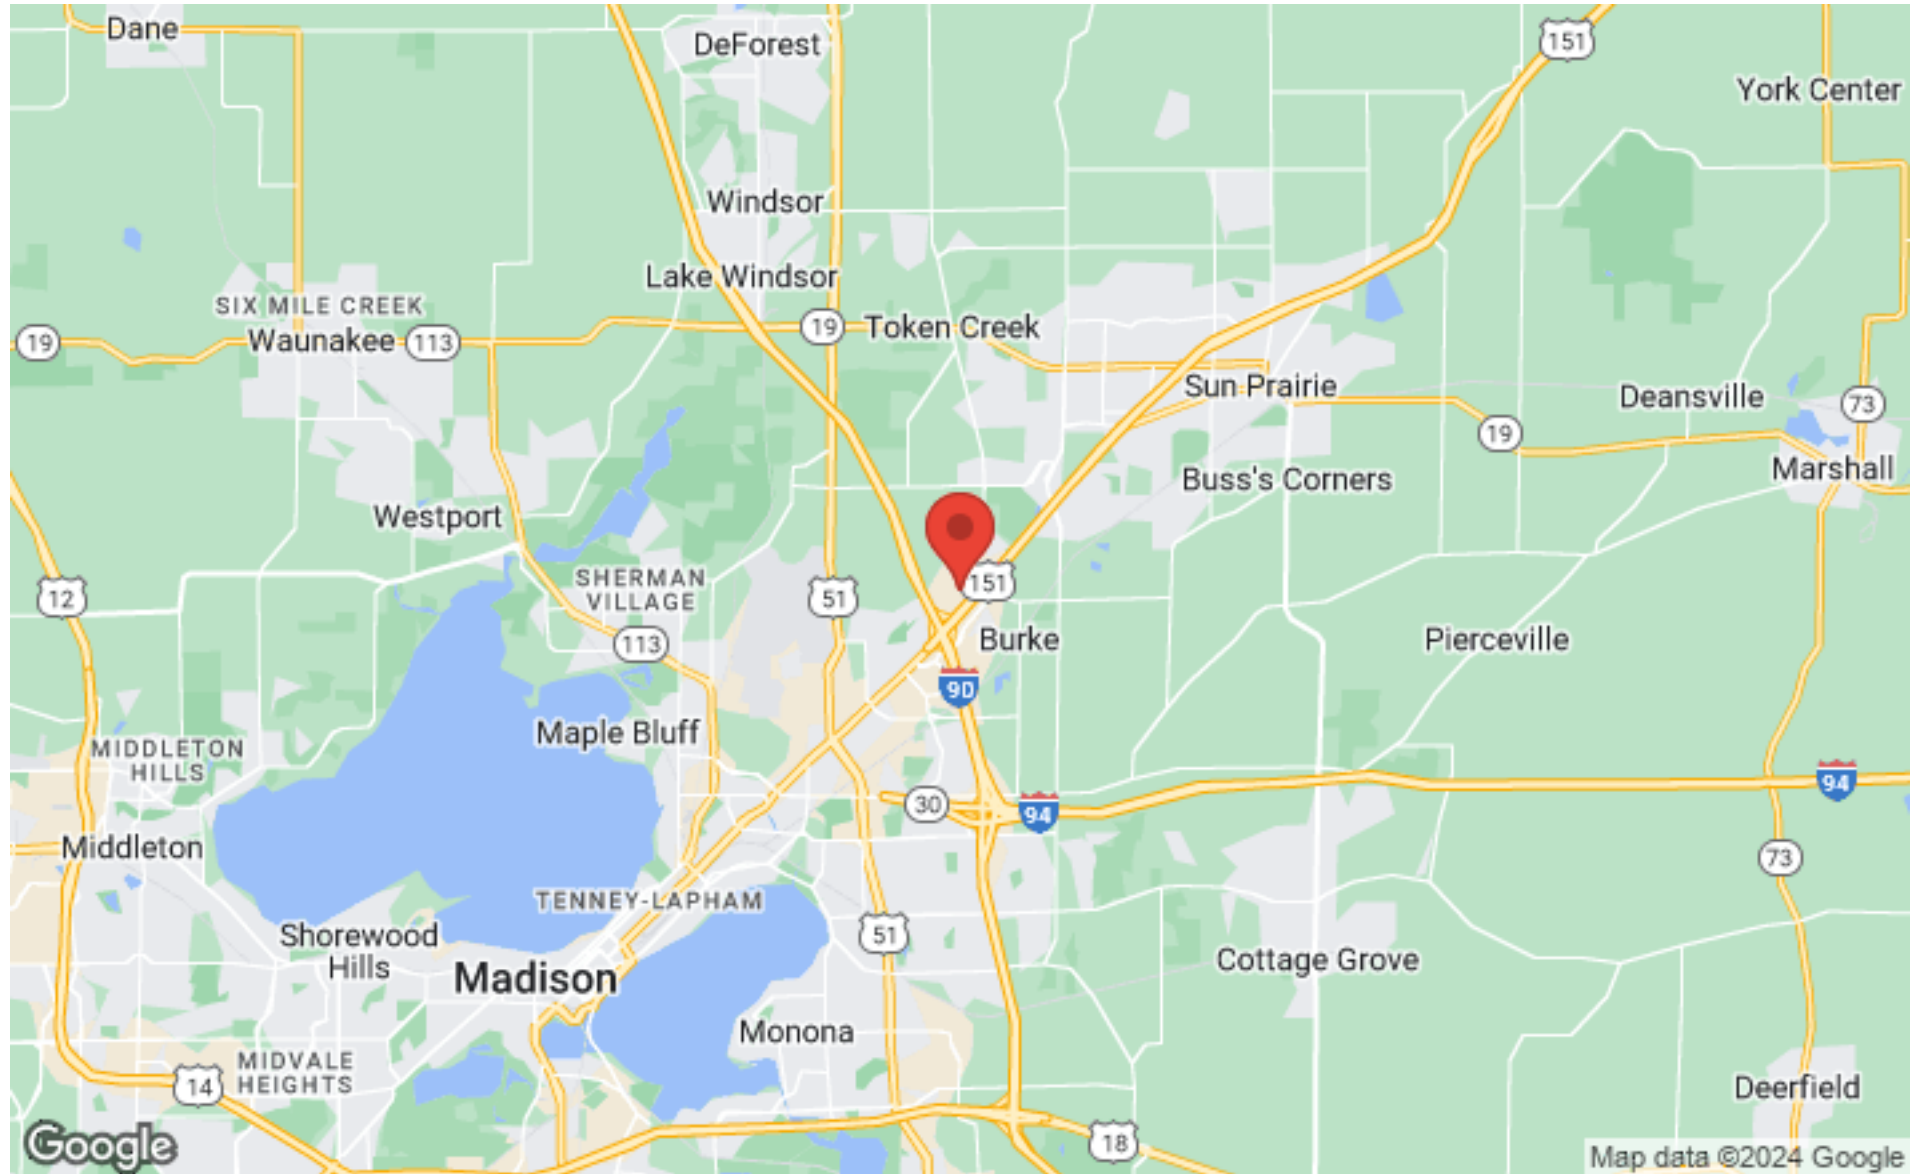 Dane
DeForest
151
York Center
Windsor
Lake Windsor
SIX MILE CREEK
19
Waunakee
113
19
Token Creek
Sun Prairie
Deansville
73
19
Marshall
Buss's Corners
Westport
SHERMAN
VILLAGE
12
51
151
113
Burke
Pierceville
90
Maple Bluff
MIDDLETON
HILLS
94
30
94
Middleton
73
TENNEY-LAPHAM
51
Shorewood
Hills
Madison
Cottage Grove
Monona
MIDVALE
HEIGHTS
14
Deerfield
18
Google
Map data ©2024 Google